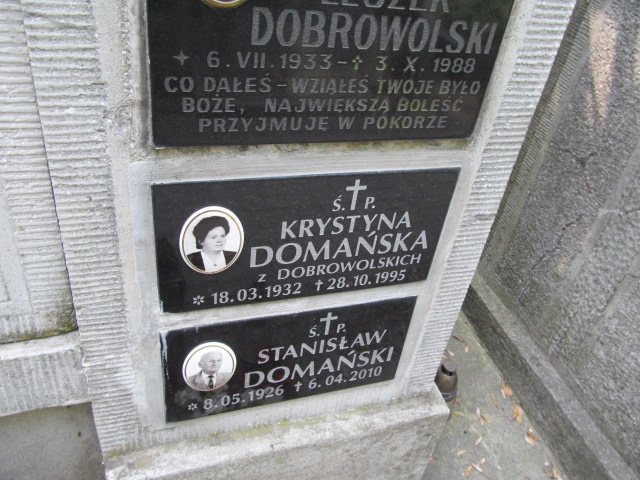 LESZEK
DOBROWOLSKI
6.VII.1933 - † 3.X.1988
CO DAŁEŚ - WZIĄŁEŚ TWOJE BYŁO
BOŻE, NAJWIĘKSZĄ BOLEŚĆ
PRZYJMUJĘ W POKORZE
Ś. † P.
KRYSTYNA
DOMAŃSKA
Z DOBROWOLSKICH
* 18.03.1932 † 28.10.1995
Ś. † P.
STANISŁAW
DOMAŃSKI
* 8.05.1926 † 6.04.2010